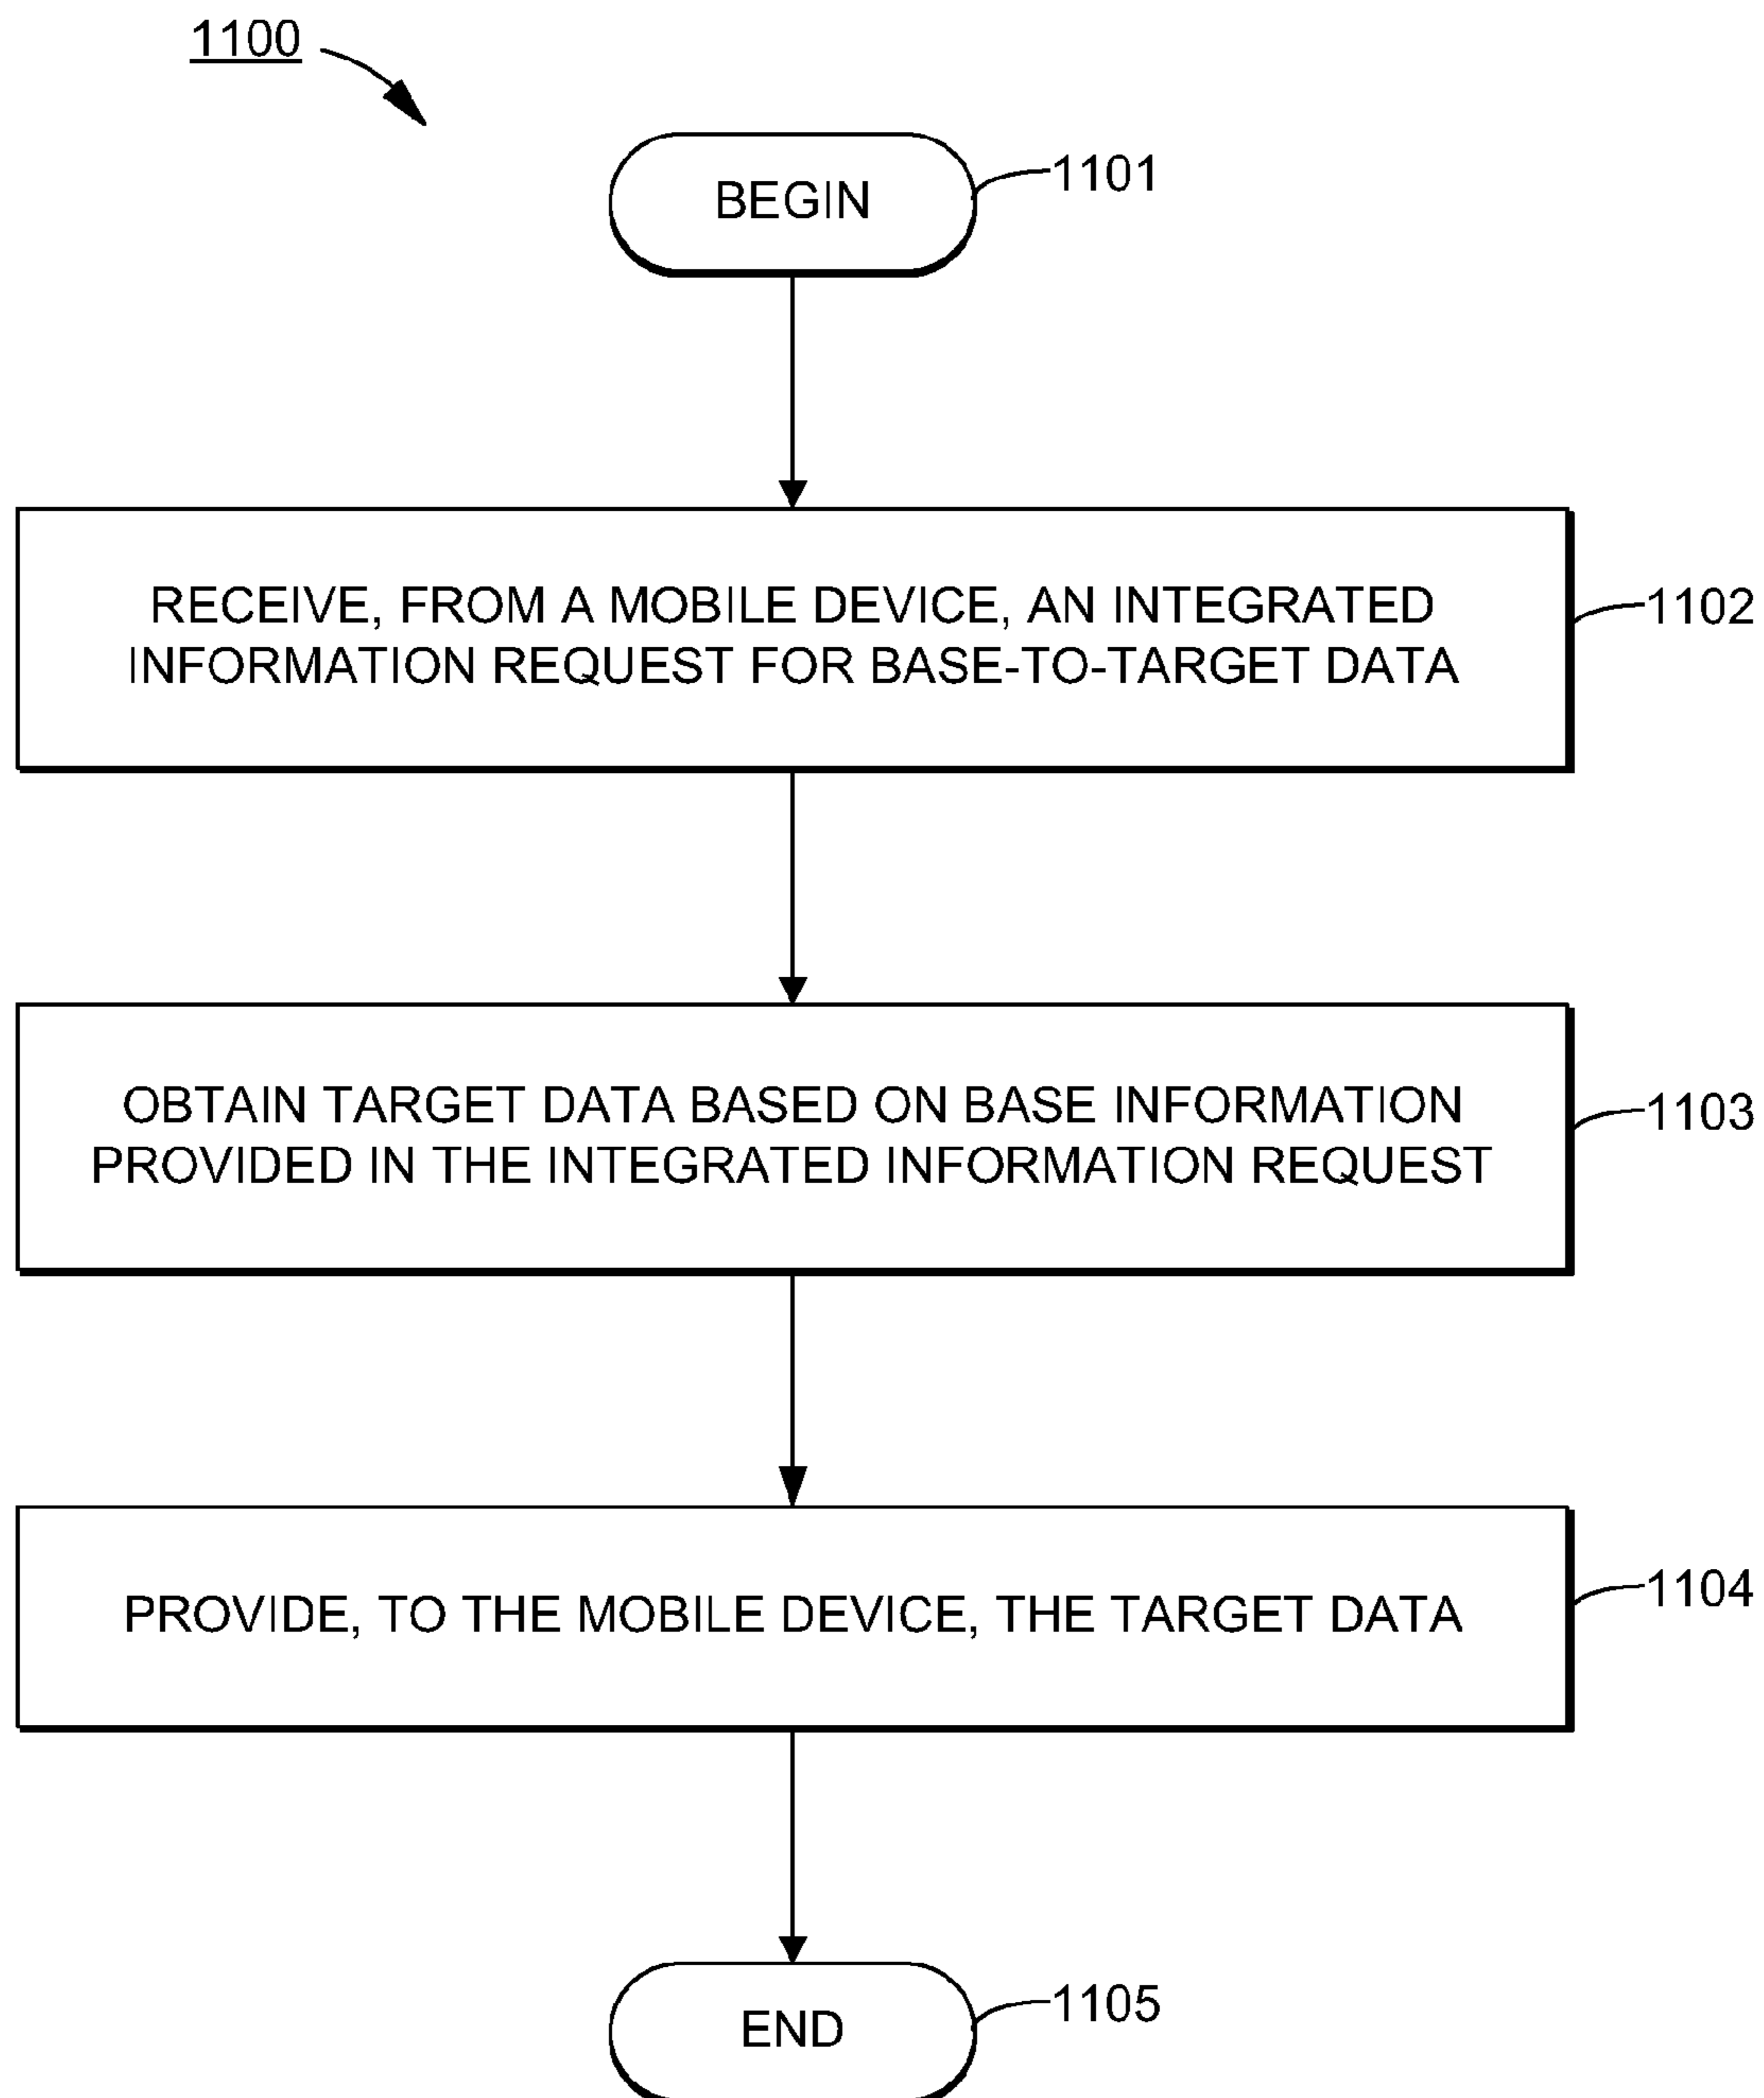 1100
BEGIN
1101
RECEIVE, FROM A MOBILE DEVICE, AN INTEGRATED
INFORMATION REQUEST FOR BASE-TO-TARGET DATA
1102
OBTAIN TARGET DATA BASED ON BASE INFORMATION
PROVIDED IN THE INTEGRATED INFORMATION REQUEST
1103
PROVIDE, TO THE MOBILE DEVICE, THE TARGET DATA
1104
END
1105